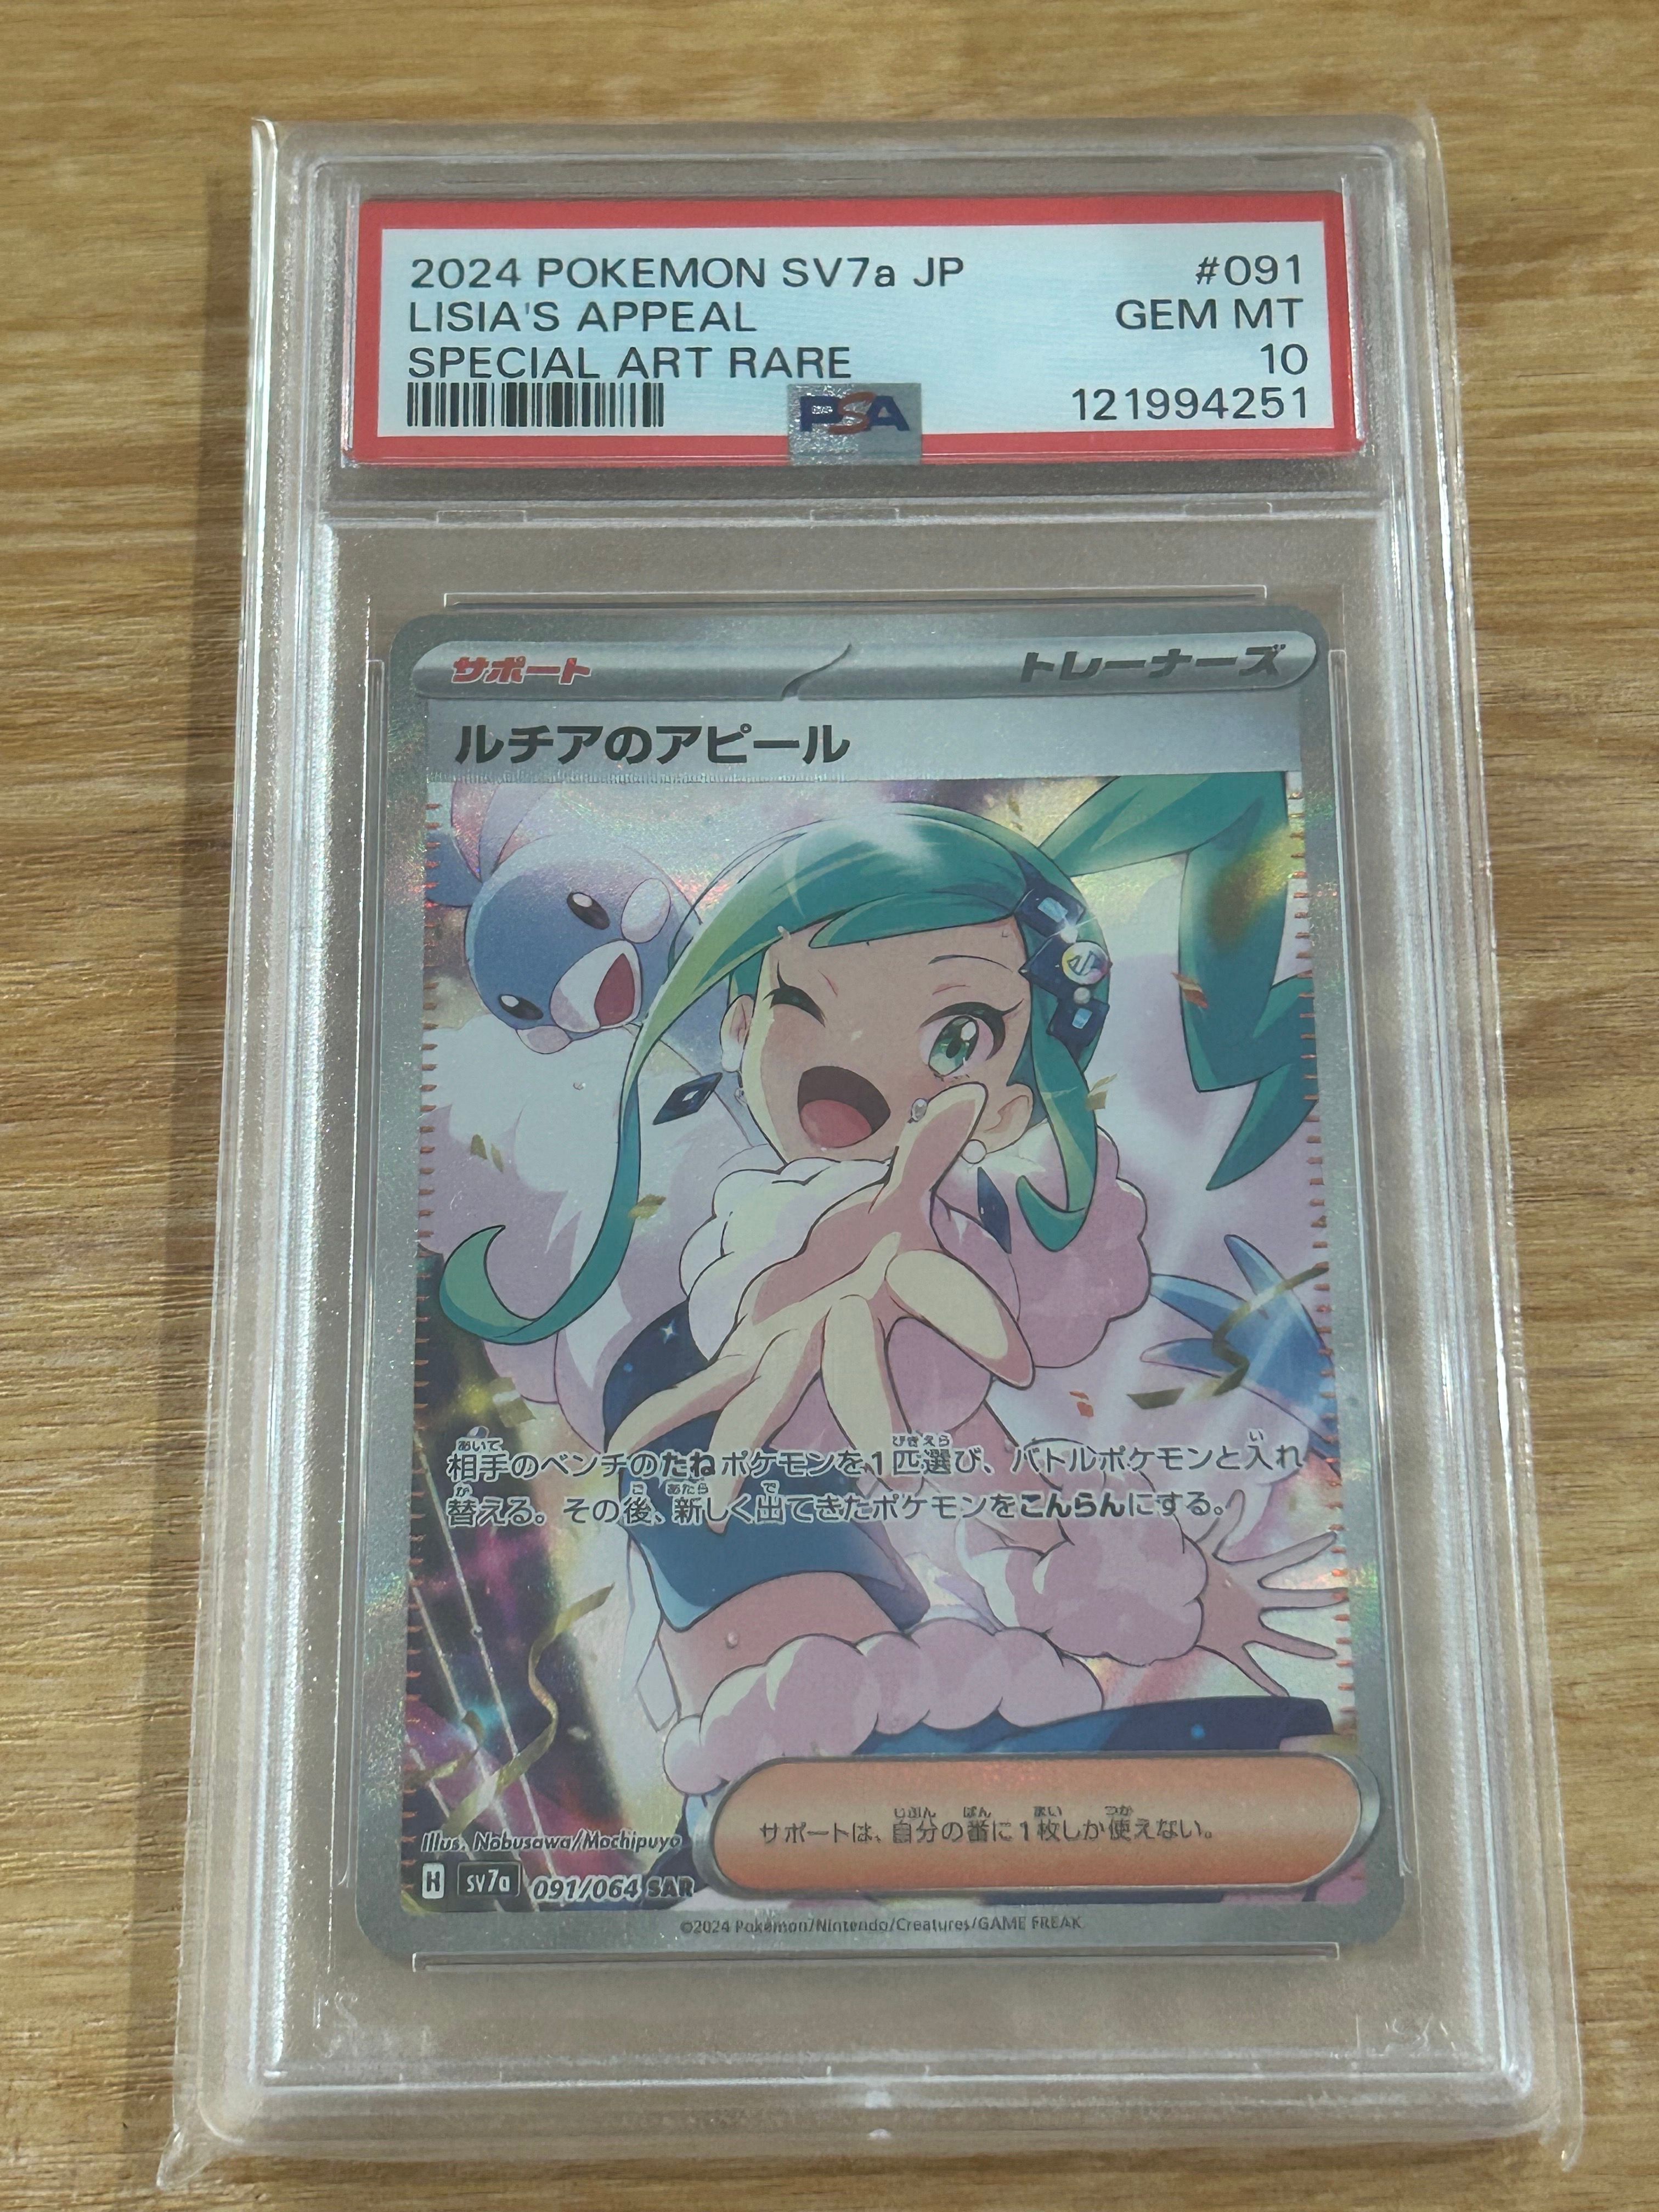 2024 POKEMON SV7a JP #091
LISIA'S APPEAL GEM MT
SPECIAL ART RARE 10
PSA 121994251
サポート トレーナーズ
ルチアのアピール
相手のベンチのたねポケモンを1匹選び、バトルポケモンと入れ
替える。その後、新しく出てきたポケモンをこんらんにする。
サポートは、自分の番に1枚しか使えない。
Illus. Nobusawa/Mochipuyo
H sv7a 091/064 SAR
©2024 Pokémon/Nintendo/Creatures/GAME FREAK